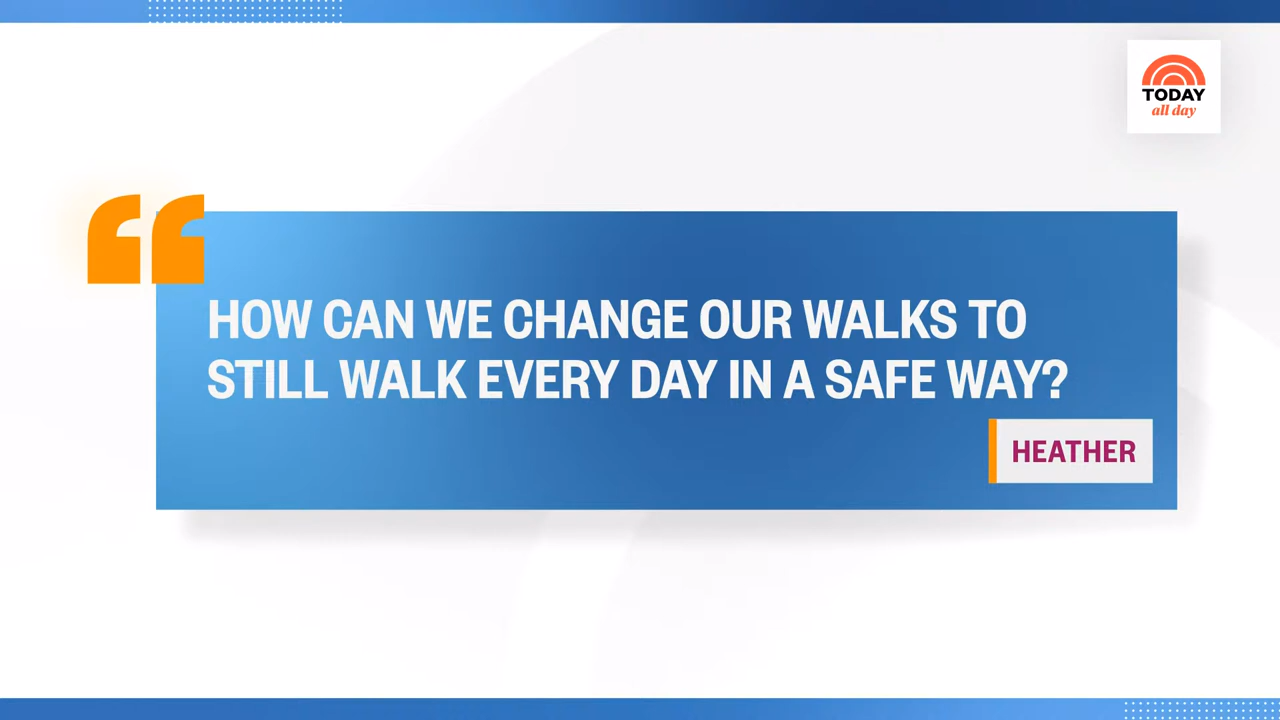 TODAY
all day
HOW CAN WE CHANGE OUR WALKS TO
STILL WALK EVERY DAY IN A SAFE WAY?
HEATHER